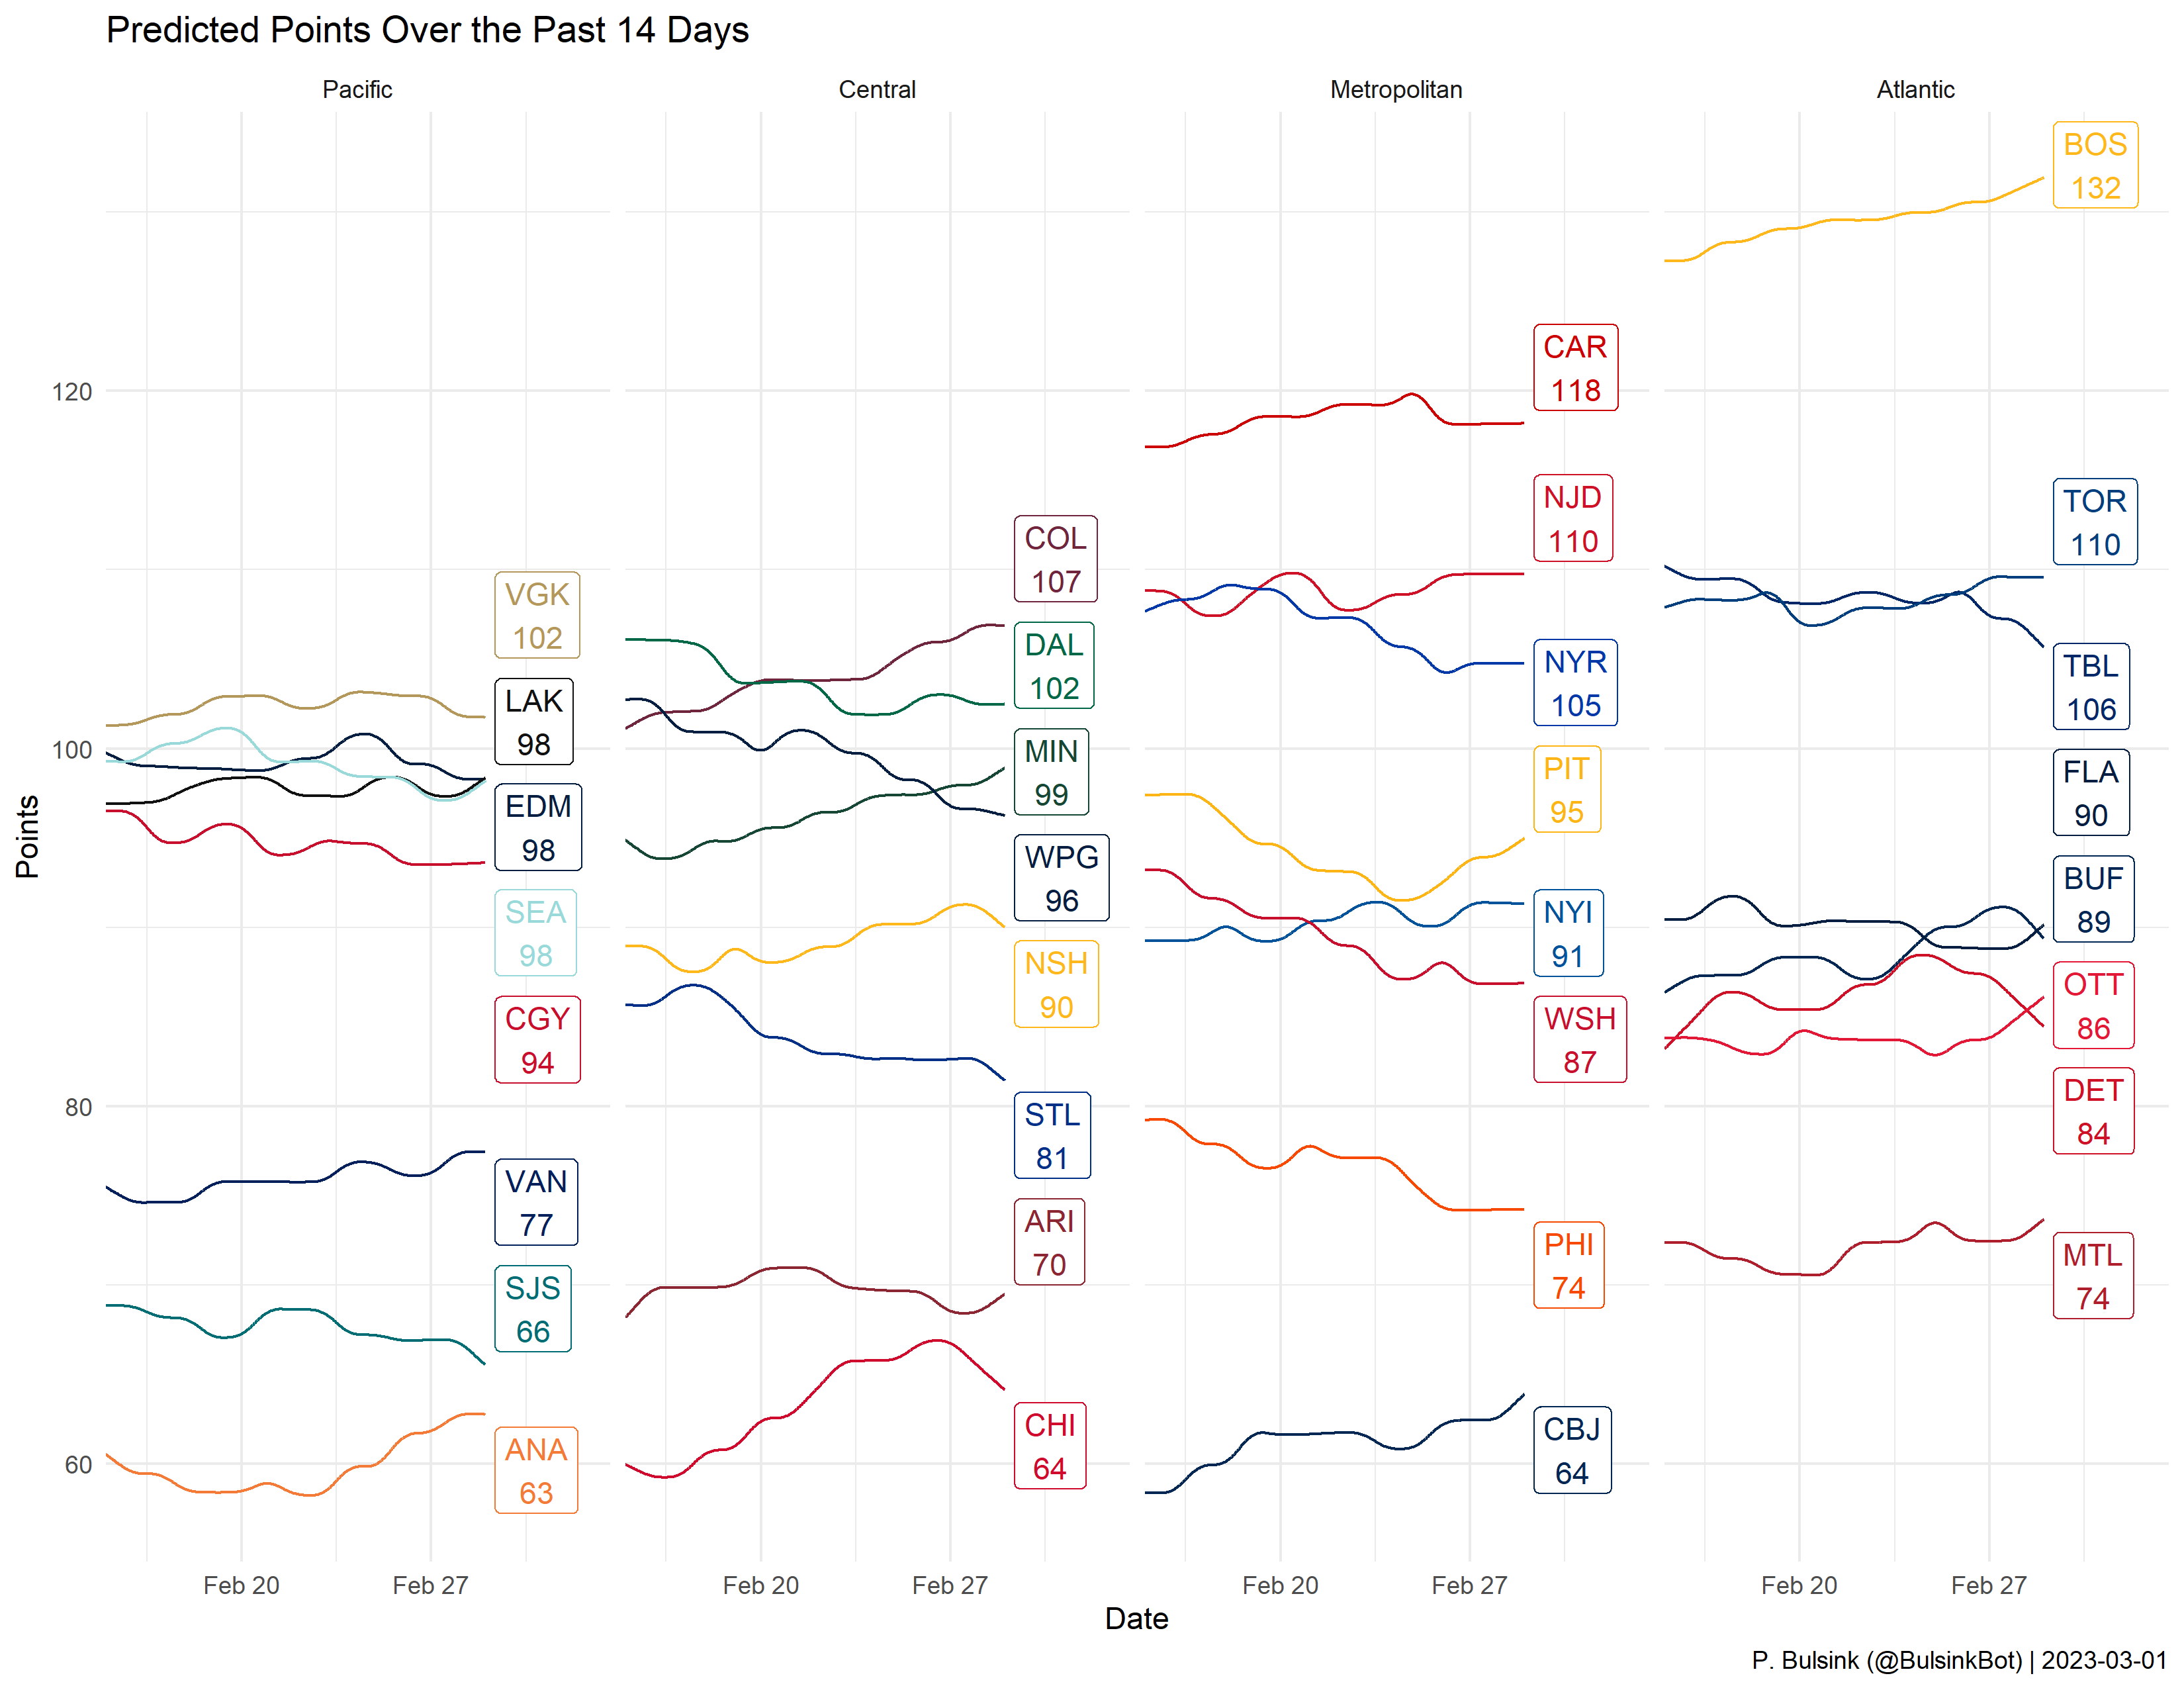 Predicted Points Over the Past 14 Days
Pacific
Central
Metropolitan
Atlantic
Points
120
100
80
60
VGK
102
LAK
98
EDM
98
SEA
98
CGY
94
VAN
77
SJS
66
ANA
63
COL
107
DAL
102
MIN
99
WPG
96
NSH
90
STL
81
ARI
70
CHI
64
CAR
118
NJD
110
NYR
105
PIT
95
NYI
91
WSH
87
PHI
74
CBJ
64
BOS
132
TOR
110
TBL
106
FLA
90
BUF
89
OTT
86
DET
84
MTL
74
Feb 20
Feb 27
Feb 20
Feb 27
Feb 20
Feb 27
Feb 20
Feb 27
Date
P. Bulsink (@BulsinkBot) | 2023-03-01